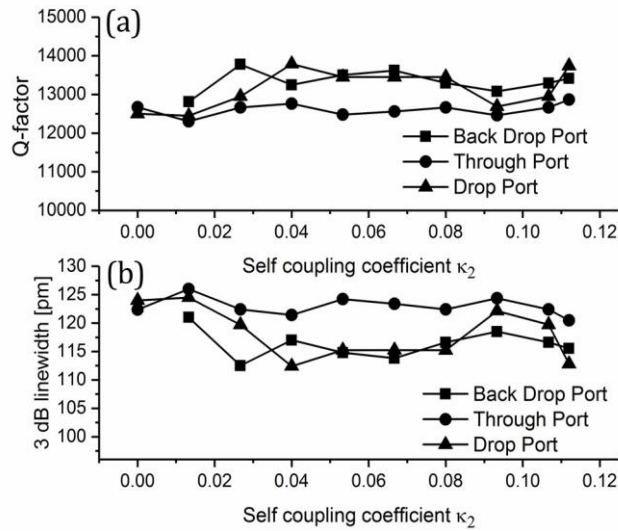 (a)
15000
14000
13000
12000
11000
10000
Q-factor
Back Drop Port
Through Port
Drop Port
0.00 0.02 0.04 0.06 0.08 0.10 0.12
Self coupling coefficient κ2
(b)
130
125
120
115
110
105
100
3 dB linewidth [pm]
Back Drop Port
Through Port
Drop Port
0.00 0.02 0.04 0.06 0.08 0.10 0.12
Self coupling coefficient κ2